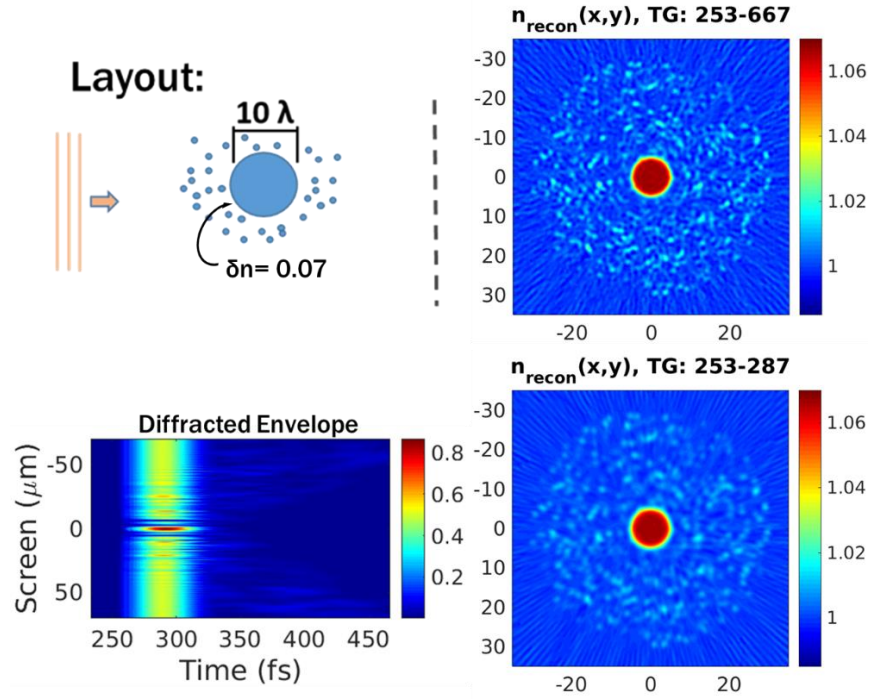 Layout:
10 λ
δn= 0.07
n_recon(x,y), TG: 253-667
-30
-20
-10
0
10
20
30
-20 0 20
1.06
1.04
1.02
1
Diffracted Envelope
Screen (μm)
-50
0
50
250 300 350 400 450
Time (fs)
0.8
0.6
0.4
0.2
n_recon(x,y), TG: 253-287
-30
-20
-10
0
10
20
30
-20 0 20
1.06
1.04
1.02
1